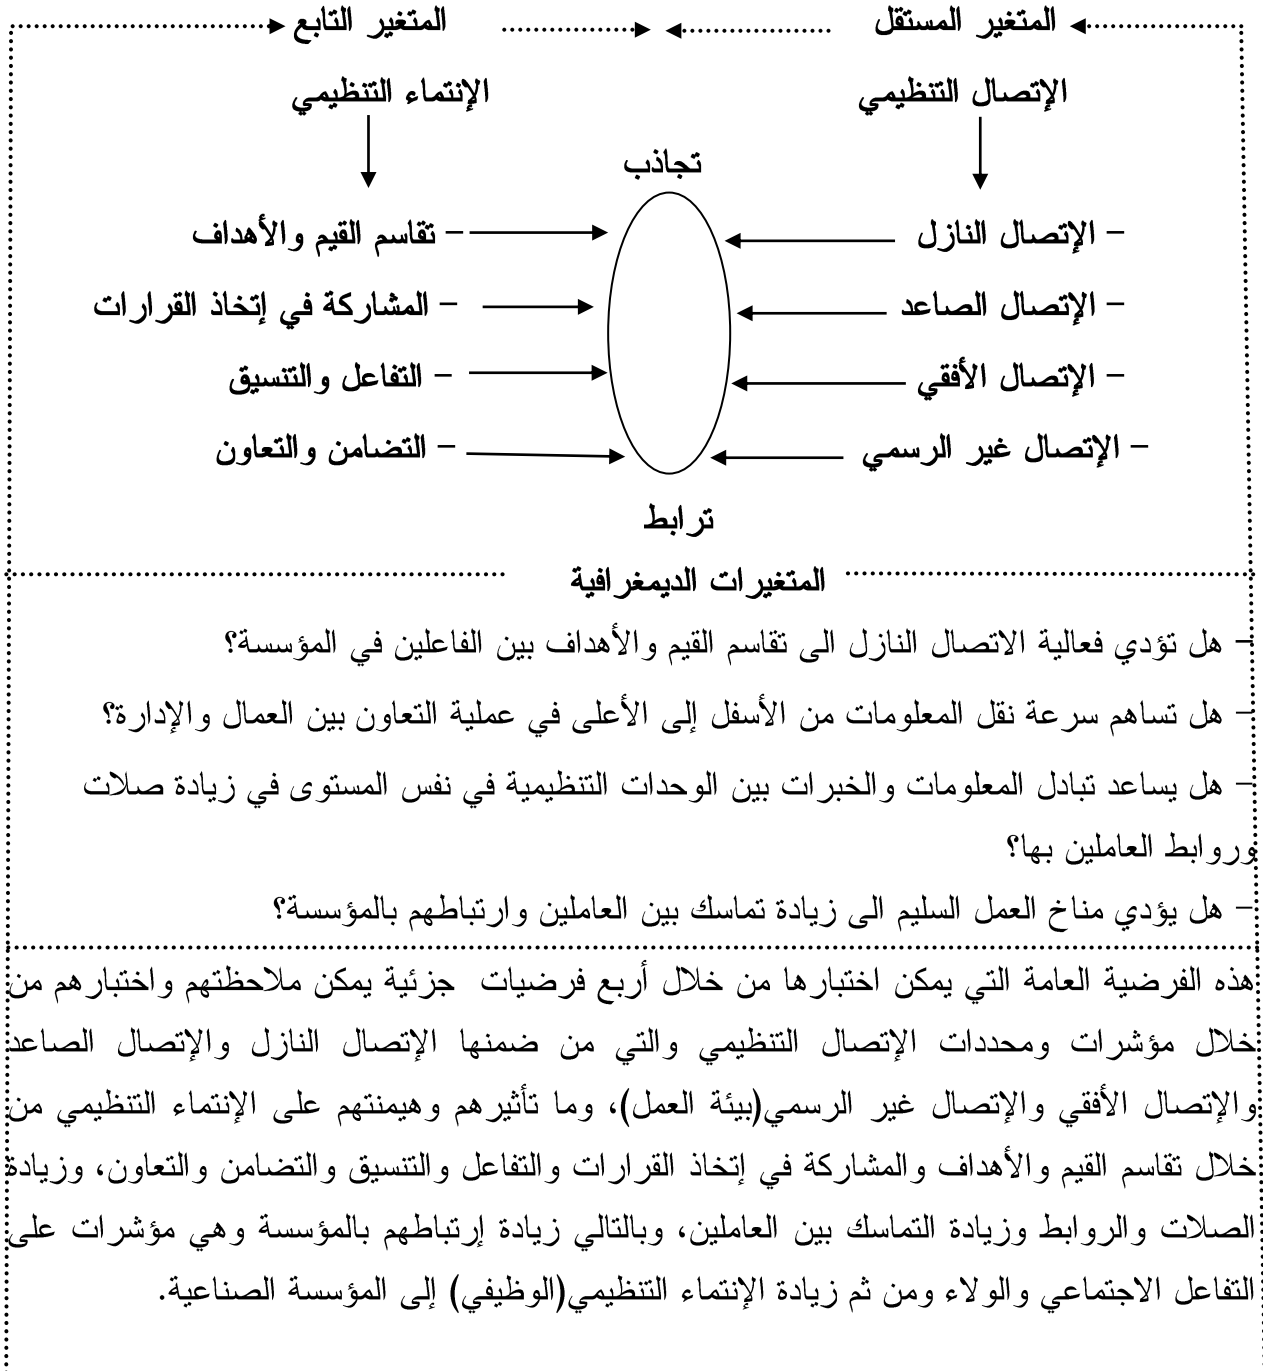 المتغير المستقل المتغير التابع
الإتصال التنظيمي الإنتماء التنظيمي
تجاذب
– الإتصال النازل – تقاسم القيم والأهداف
– الإتصال الصاعد – المشاركة في إتخاذ القرارات
– الإتصال الأفقي – التفاعل والتنسيق
– الإتصال غير الرسمي – التضامن والتعاون
ترابط
المتغيرات الديمغرافية
– هل تؤدي فعالية الاتصال النازل الى تقاسم القيم والأهداف بين الفاعلين في المؤسسة؟
– هل تساهم سرعة نقل المعلومات من الأسفل إلى الأعلى في عملية التعاون بين العمال والإدارة؟
– هل يساعد تبادل المعلومات والخبرات بين الوحدات التنظيمية في نفس المستوى في زيادة صلات
وروابط العاملين بها؟
– هل يؤدي مناخ العمل السليم الى زيادة تماسك بين العاملين وارتباطهم بالمؤسسة؟
هذه الفرضية العامة التي يمكن اختبارها من خلال أربع فرضيات جزئية يمكن ملاحظتهم واختبارهم من
خلال مؤشرات ومحددات الإتصال التنظيمي والتي من ضمنها الإتصال النازل والإتصال الصاعد
والإتصال الأفقي والإتصال غير الرسمي(بيئة العمل)، وما تأثيرهم وهيمنتهم على الإنتماء التنظيمي من
خلال تقاسم القيم والأهداف والمشاركة في إتخاذ القرارات والتفاعل والتنسيق والتضامن والتعاون، وزيادة
الصلات والروابط وزيادة التماسك بين العاملين، وبالتالي زيادة إرتباطهم بالمؤسسة وهي مؤشرات على
التفاعل الاجتماعي والولاء ومن ثم زيادة الإنتماء التنظيمي(الوظيفي) إلى المؤسسة الصناعية.